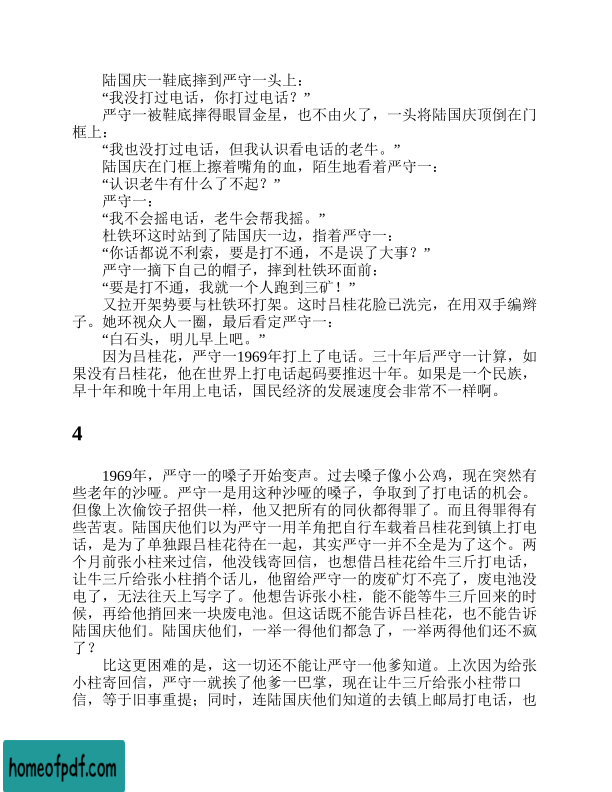 陆国庆一鞋底摔到严守一头上：
“我没打过电话，你打过电话？”
严守一被鞋底摔得眼冒金星，也不由火了，一头将陆国庆顶倒在门
框上：
“我也没打过电话，但我认识看电话的老牛。”
陆国庆在门框上擦着嘴角的血，陌生地看着严守一：
“认识老牛有什么了不起？”
严守一：
“我不会摇电话，老牛会帮我摇。”
杜铁环这时站到了陆国庆一边，指着严守一：
“你话都说不利索，要是打不通，不是误了大事？”
严守一摘下自己的帽子，摔到杜铁环面前：
“要是打不通，我就一个人跑到三矿！”
又拉开架势要与杜铁环打架。这时吕桂花脸已洗完，在用双手编辫
子。她环视众人一圈，最后看定严守一：
“白石头，明儿早上吧。”
因为吕桂花，严守一1969年打上了电话。三十年后严守一计算，如
果没有吕桂花，他在世界上打电话起码要推迟十年。如果是一个民族，
早十年和晚十年用上电话，国民经济的发展速度会非常不一样啊。
4
1969年，严守一的嗓子开始变声。过去嗓子像小公鸡，现在突然有
些老年的沙哑。严守一是用这种沙哑的嗓子，争取到了打电话的机会。
但像上次偷饺子招供一样，他又把所有的同伙都得罪了。而且得罪得有
些苦衷。陆国庆他们以为严守一用羊角把自行车载着吕桂花到镇上打电
话，是为了单独跟吕桂花待在一起，其实严守一并不全是为了这个。两
个月前张小柱来过信，他没钱寄回信，也想借吕桂花给牛三斤打电话，
让牛三斤给张小柱捎个话儿，他留给严守一的废矿灯不亮了，废电池没
电了，无法往天上写字了。他想告诉张小柱，能不能等牛三斤回来的时
候，再给他捎回来一块废电池。但这话既不能告诉吕桂花，也不能告诉
陆国庆他们。陆国庆他们，一举一得他们都急了，一举两得他们还不疯
了？
比这更困难的是，这一切还不能让严守一他爹知道。上次因为给张
小柱寄回信，严守一就挨了他爹一巴掌，现在让牛三斤给张小柱带口
信，等于旧事重提；同时，连陆国庆他们知道的去镇上邮局打电话，也
homeofpdf.com